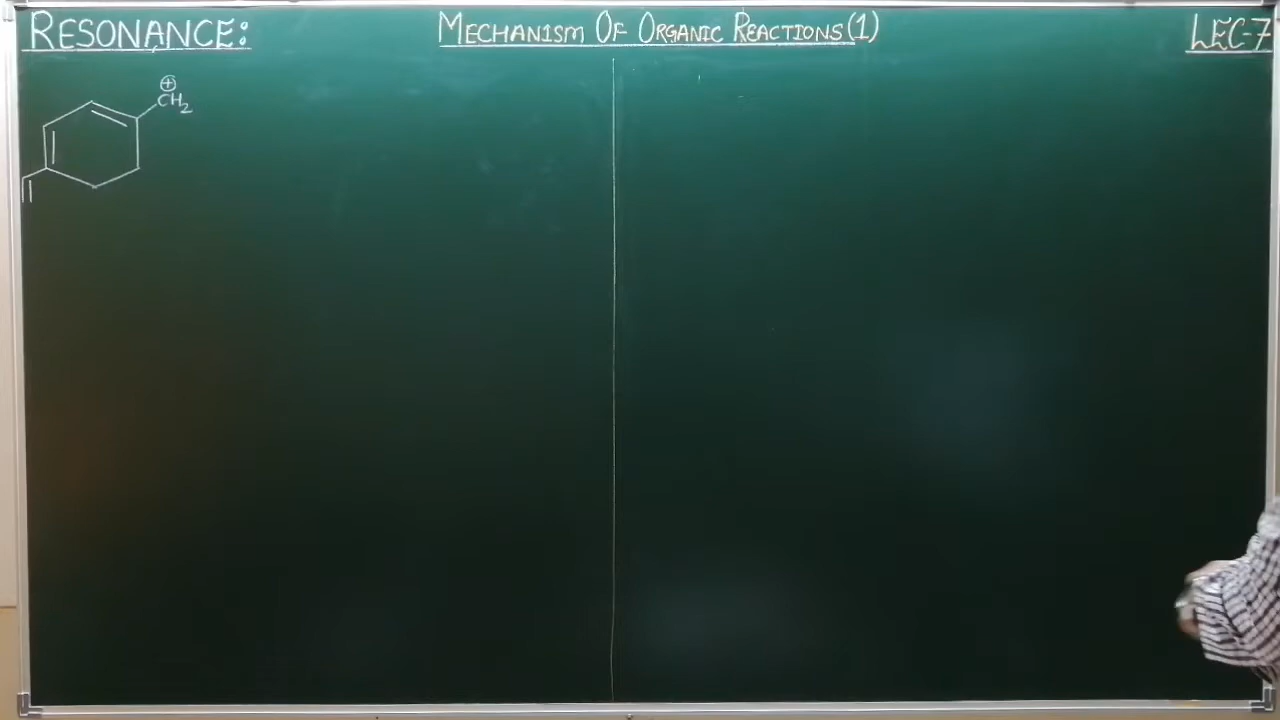 RESONANCE:
MECHANISM OF ORGANIC REACTIONS(1)
LEC-7
⊕
CH₂